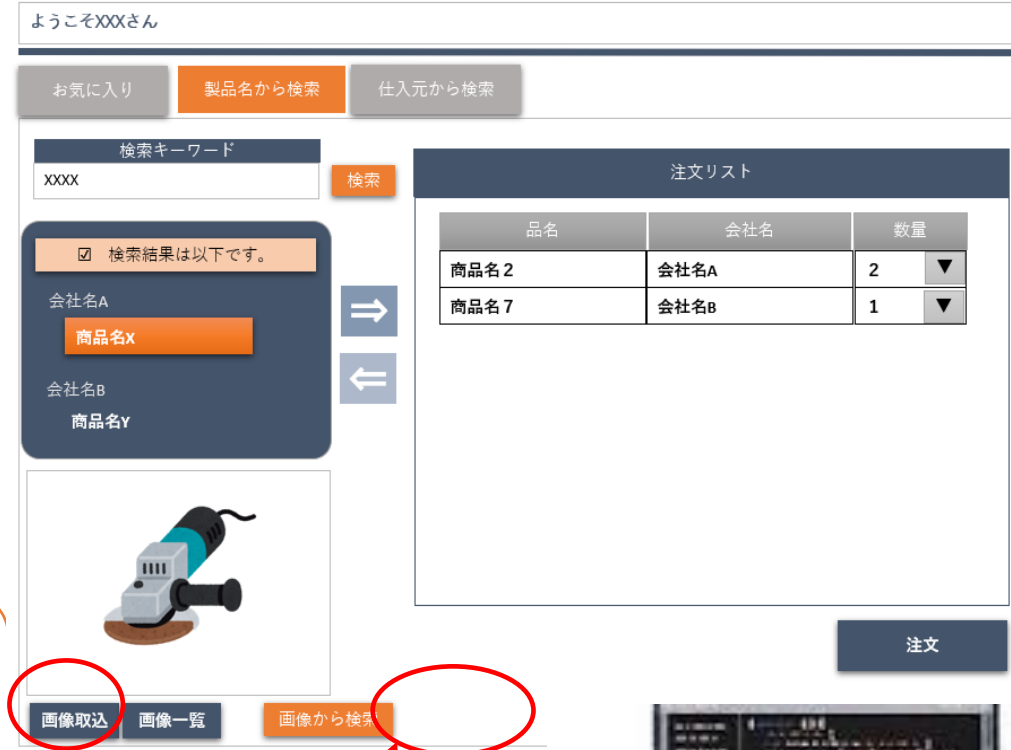 ようこそXXXさん
お気に入り
製品名から検索
仕入元から検索
検索キーワード
XXXX
検索
☑ 検索結果は以下です。
会社名A
商品名X
会社名B
商品名Y
⇒
⇐
注文リスト
品名 会社名 数量
商品名２ 会社名A 2 ▼
商品名７ 会社名B 1 ▼
注文
画像取込
画像一覧
画像から検索